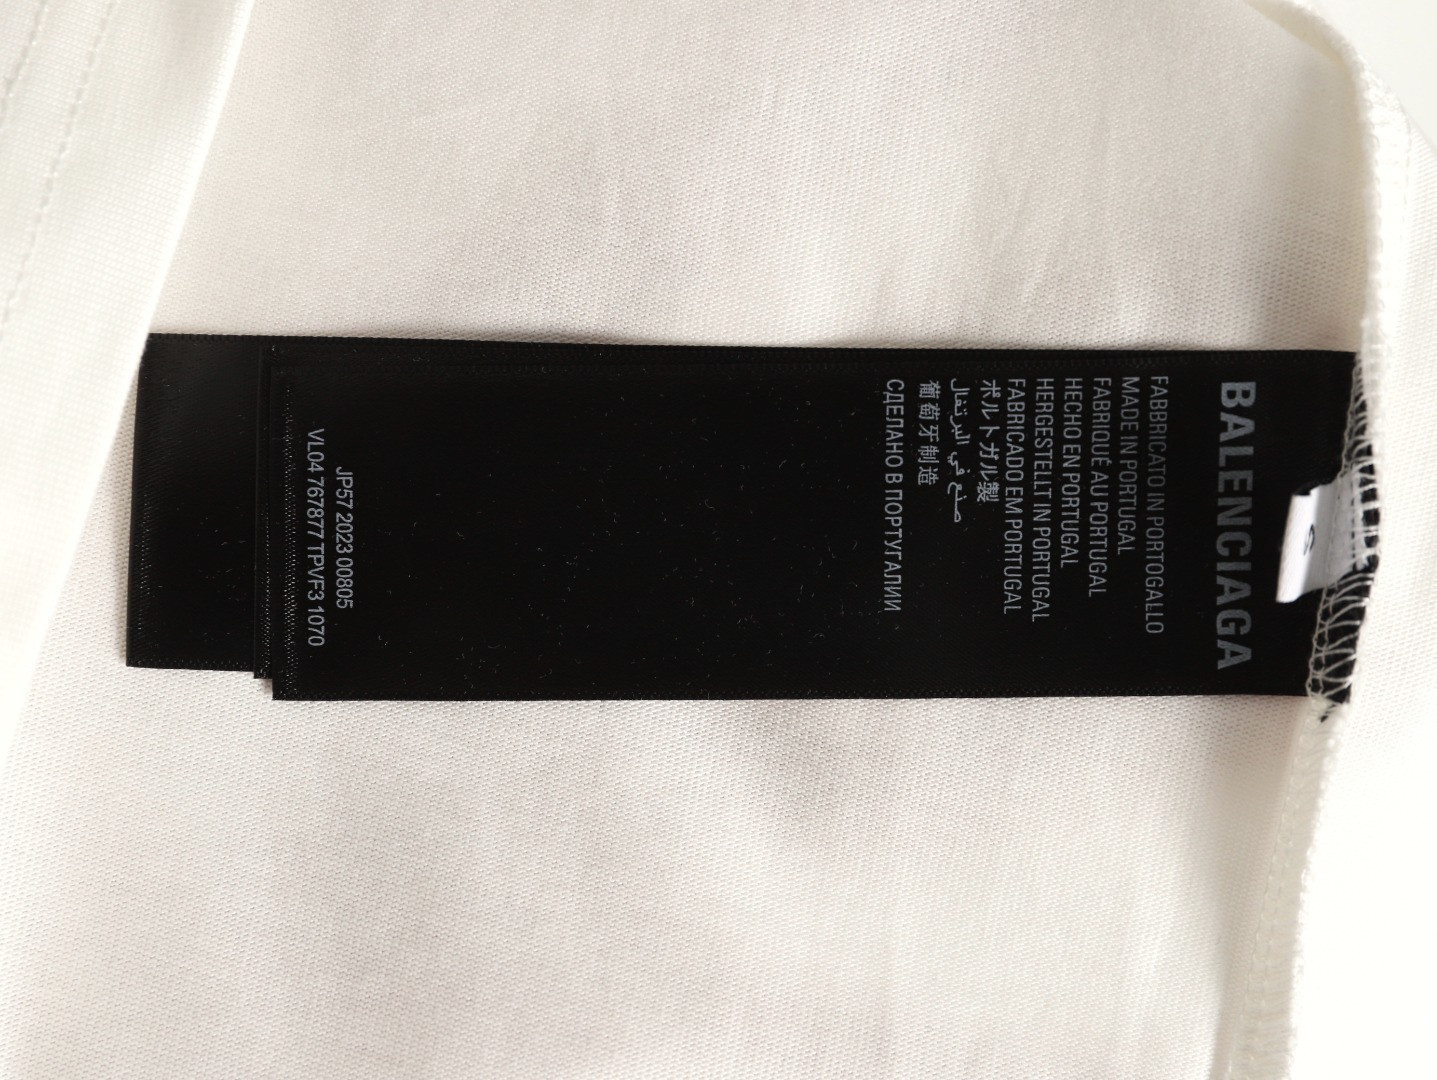 BALENCIAGA
FABBRICATO IN PORTOGALLO
MADE IN PORTUGAL
FABRIQUÉ AU PORTUGAL
HECHO EN PORTUGAL
HERGESTELLT IN PORTUGAL
FABRICADO EM PORTUGAL
ポルトガル製
صنع في البرتغال
葡萄牙制造
СДЕЛАНО В ПОРТУГАЛИИ
JP57 2023 00805
VL04 767877 TPVF3 1070
S